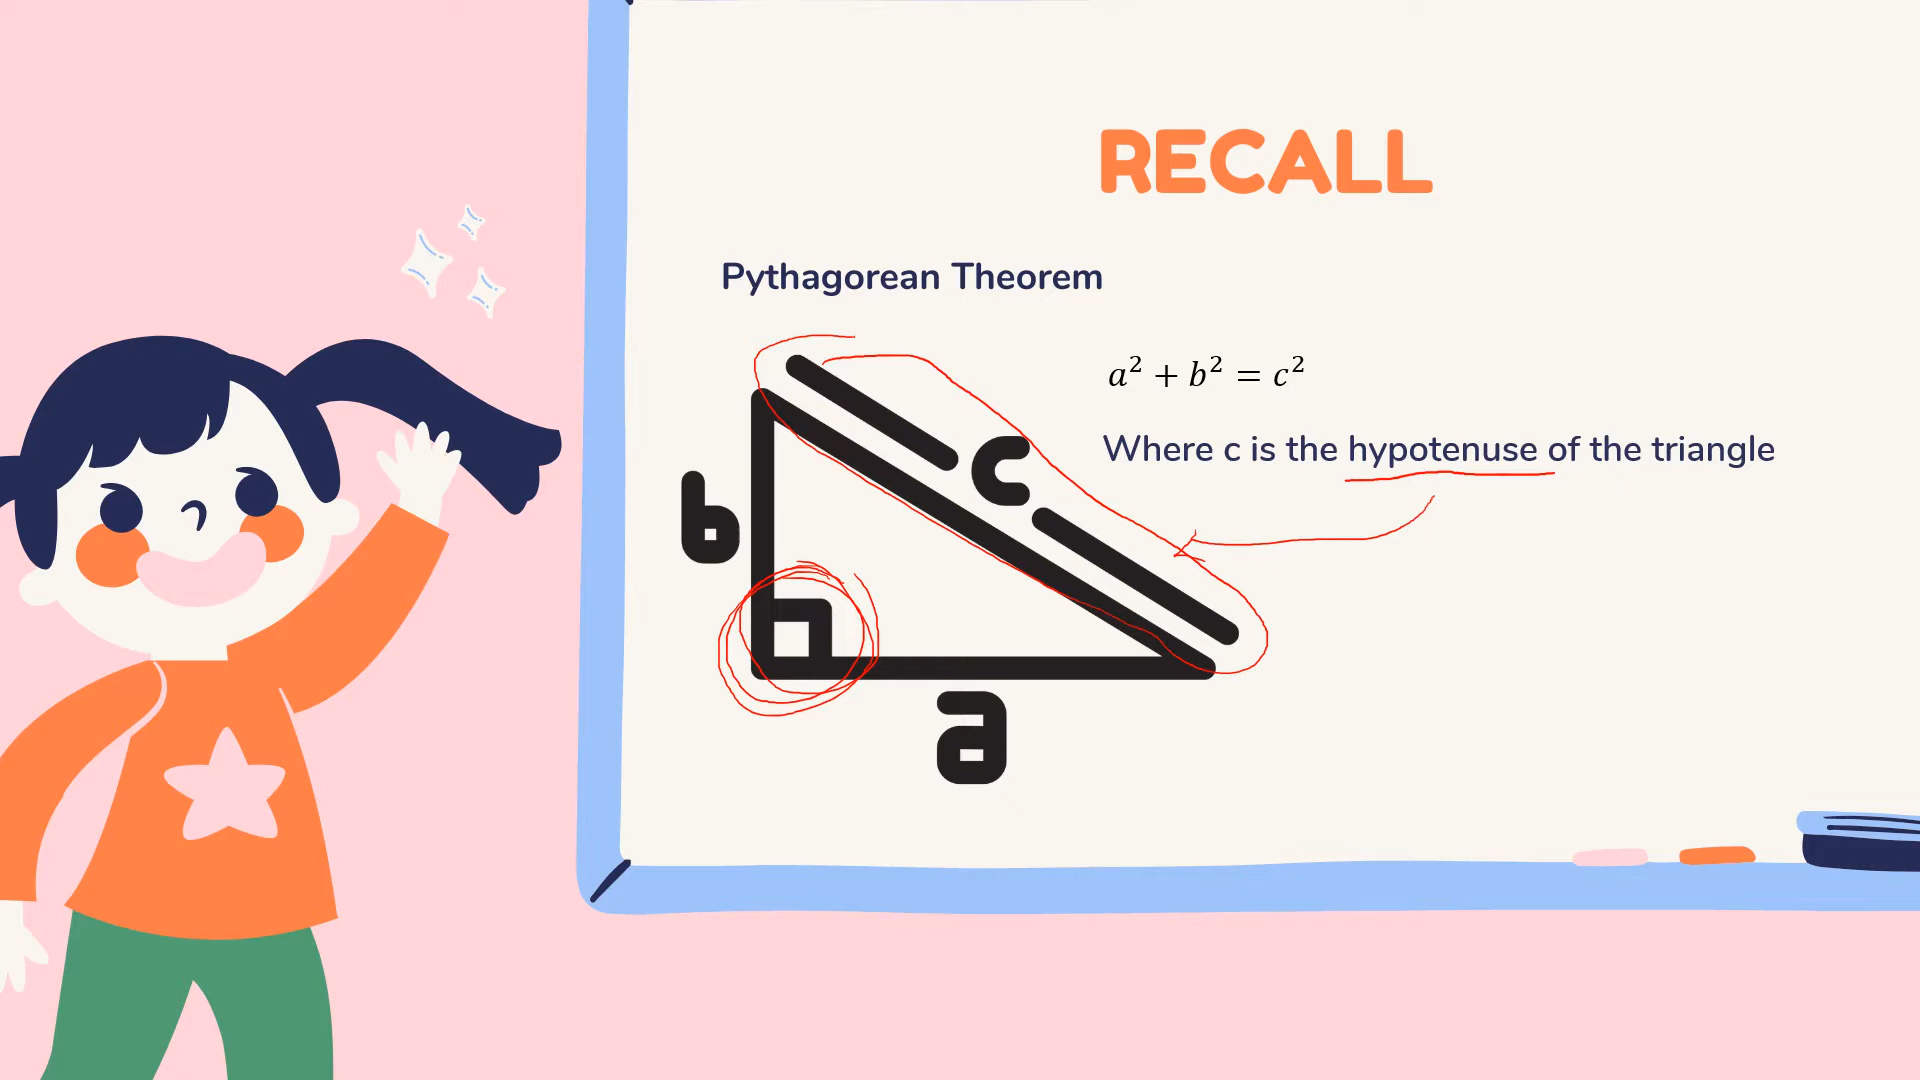 RECALL
Pythagorean Theorem
a² + b² = c²
Where c is the hypotenuse of the triangle
c
b
a